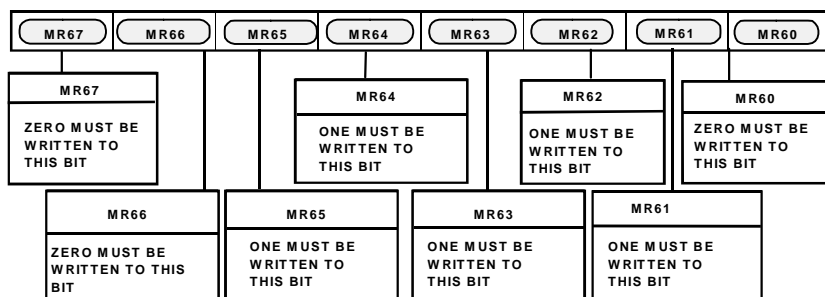 MR67 MR66 MR65 MR64 MR63 MR62 MR61 MR60
MR67
ZERO MUST BE
WRITTEN TO
THIS BIT
MR64
ONE MUST BE
WRITTEN TO
THIS BIT
MR62
ONE MUST BE
WRITTEN TO
THIS BIT
MR60
ZERO MUST BE
WRITTEN TO
THIS BIT
MR66
ZERO MUST BE
WRITTEN TO THIS
BIT
MR65
ONE MUST BE
WRITTEN TO
THIS BIT
MR63
ONE MUST BE
WRITTEN TO
THIS BIT
MR61
ONE MUST BE
WRITTEN TO
THIS BIT